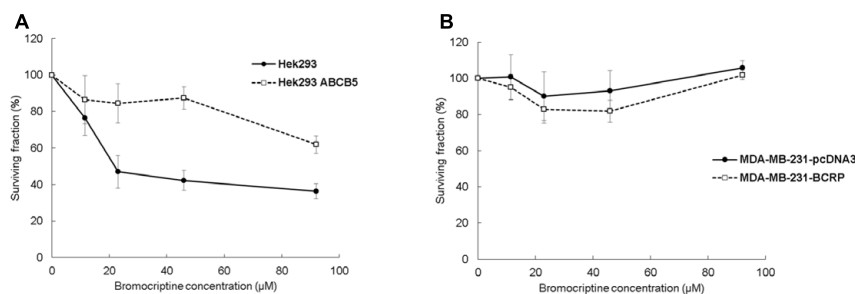 A
120
100
80
60
40
20
0
Surviving fraction (%)
0 20 40 60 80 100
Bromocriptine concentration (µM)
Hek293
Hek293 ABCB5
B
120
100
80
60
40
20
0
Surviving fraction (%)
0 20 40 60 80 100
Bromocriptine concentration (µM)
MDA-MB-231-pcDNA3
MDA-MB-231-BCRP